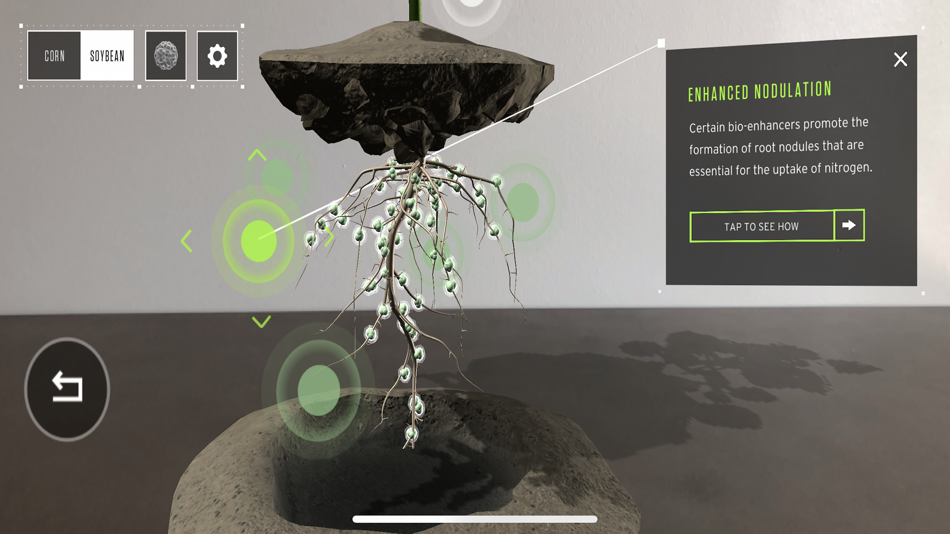 CORN
SOYBEAN
ENHANCED NODULATION
Certain bio-enhancers promote the
formation of root nodules that are
essential for the uptake of nitrogen.
TAP TO SEE HOW